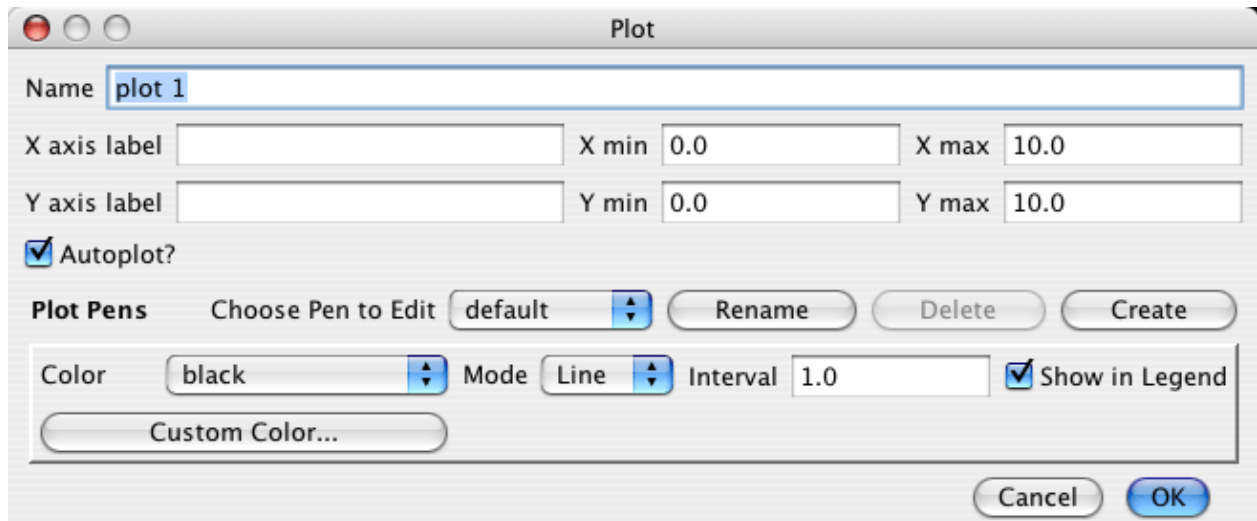 Plot
Name plot 1
X axis label X min 0.0 X max 10.0
Y axis label Y min 0.0 Y max 10.0
Autoplot?
Plot Pens Choose Pen to Edit default Rename Delete Create
Color black Mode Line Interval 1.0 Show in Legend
Custom Color...
Cancel OK